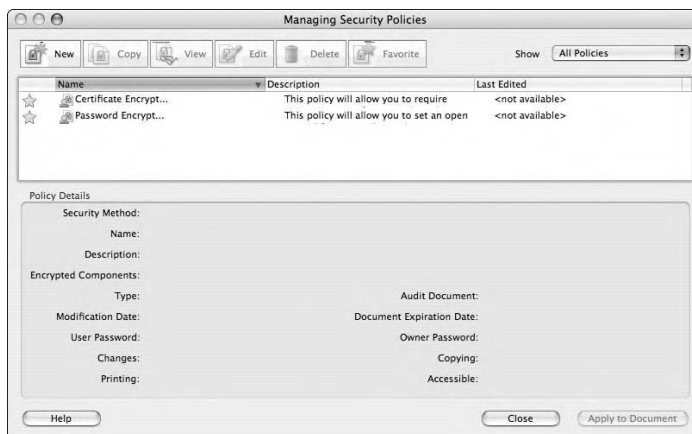 Managing Security Policies
New Copy View Edit Delete Favorite Show All Policies
Name Description Last Edited
Certificate Encrypt... This policy will allow you to require <not available>
Password Encrypt... This policy will allow you to set an open <not available>
Policy Details
Security Method:
Name:
Description:
Encrypted Components:
Type: Audit Document:
Modification Date: Document Expiration Date:
User Password: Owner Password:
Changes: Copying:
Printing: Accessible:
Help Close Apply to Document